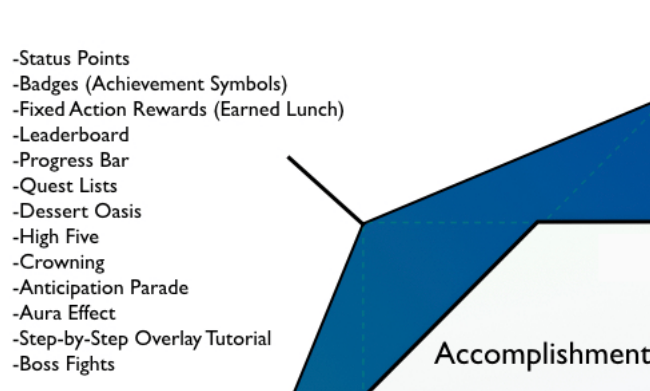 -Status Points
-Badges (Achievement Symbols)
-Fixed Action Rewards (Earned Lunch)
-Leaderboard
-Progress Bar
-Quest Lists
-Dessert Oasis
-High Five
-Crowning
-Anticipation Parade
-Aura Effect
-Step-by-Step Overlay Tutorial
-Boss Fights
Accomplishment